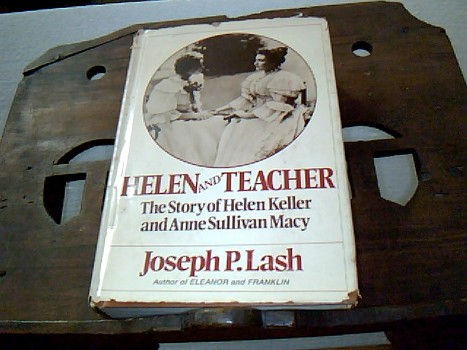 HELEN AND TEACHER
The Story of Helen Keller
and Anne Sullivan Macy
Joseph P. Lash
Author of ELEANOR and FRANKLIN